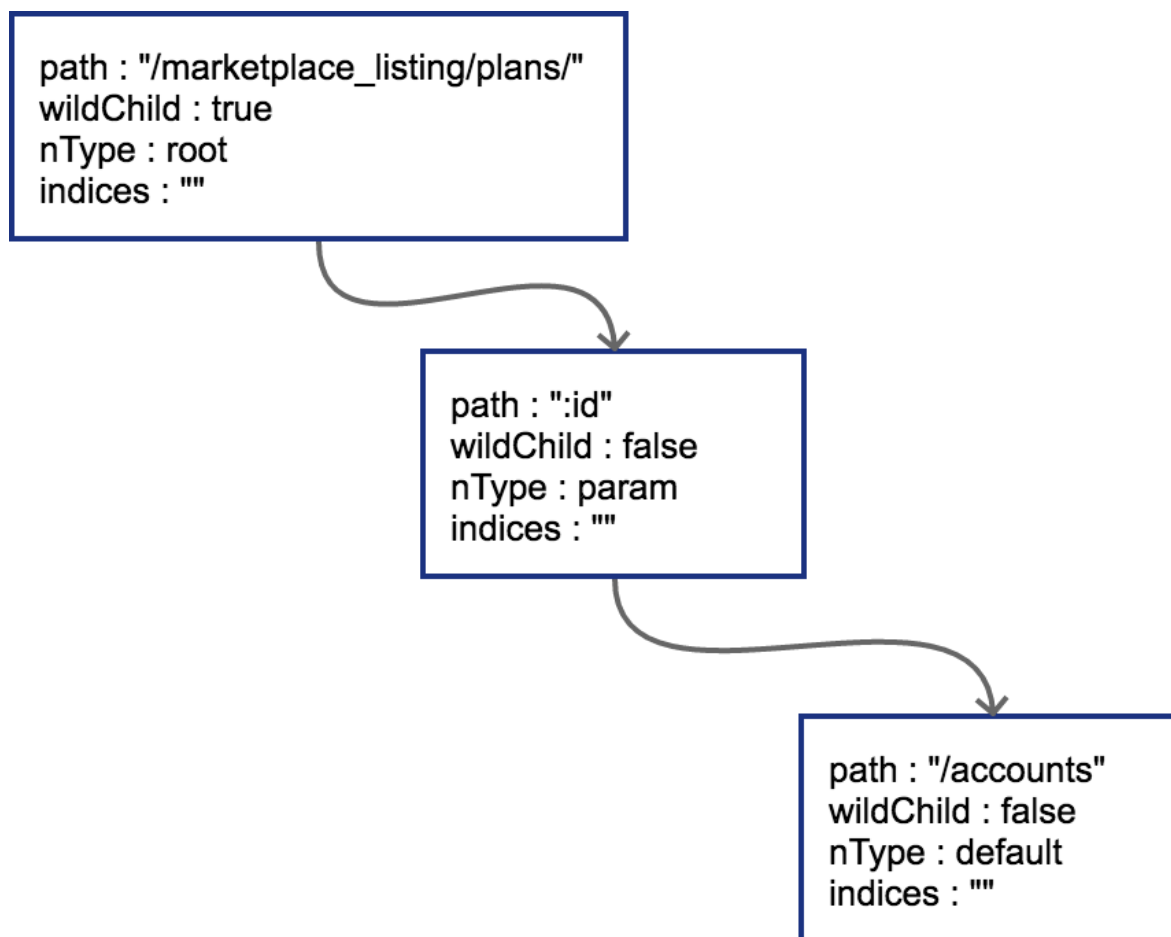 path : "/marketplace_listing/plans/"
wildChild : true
nType : root
indices : ""
path : ":id"
wildChild : false
nType : param
indices : ""
path : "/accounts"
wildChild : false
nType : default
indices : ""